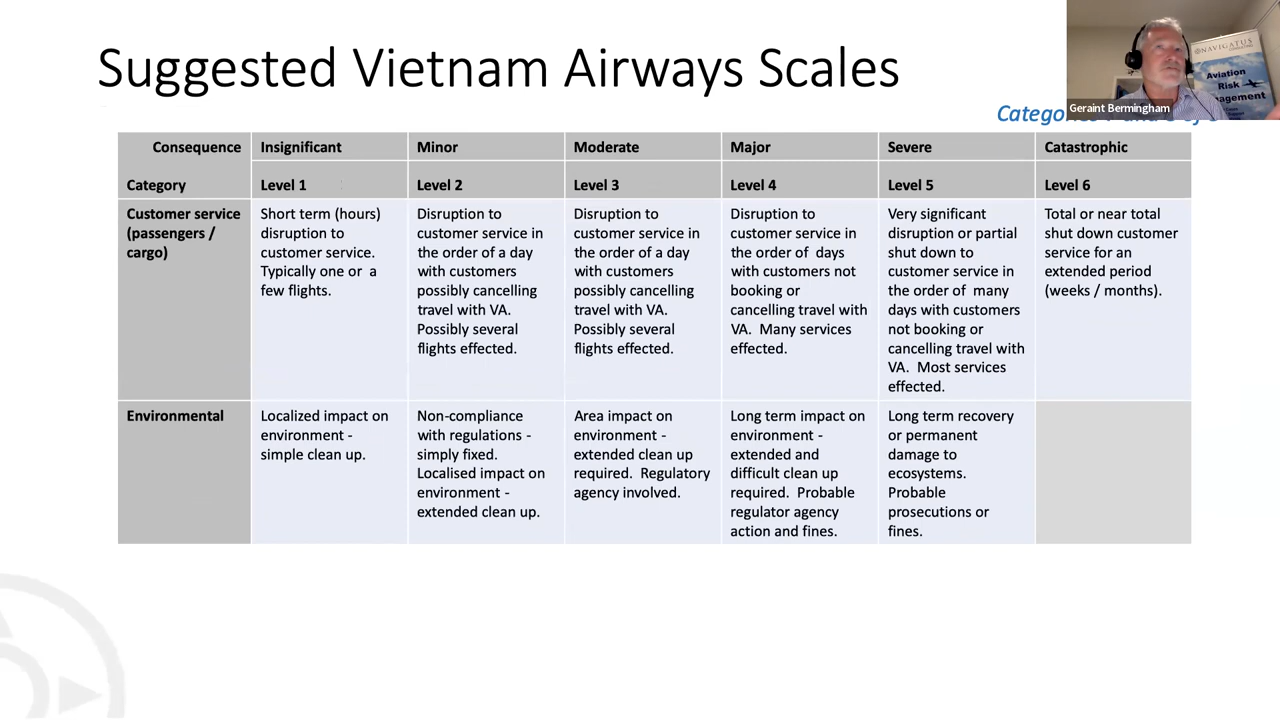 Suggested Vietnam Airways Scales
NAVIGATUS
Aviation
Risk
Geraint Bermingham
Consequence
Insignificant
Minor
Moderate
Major
Severe
Catastrophic
Category
Level 1
Level 2
Level 3
Level 4
Level 5
Level 6
Customer service
(passengers /
cargo)
Short term (hours)
disruption to
customer service.
Typically one or a
few flights.
Disruption to
customer service in
the order of a day
with customers
possibly cancelling
travel with VA.
Possibly several
flights effected.
Disruption to
customer service in
the order of a day
with customers
possibly cancelling
travel with VA.
Possibly several
flights effected.
Disruption to
customer service in
the order of days
with customers not
booking or
cancelling travel with
VA. Many services
effected.
Very significant
disruption or partial
shut down to
customer service in
the order of many
days with customers
not booking or
cancelling travel with
VA. Most services
effected.
Total or near total
shut down customer
service for an
extended period
(weeks / months).
Environmental
Localized impact on
environment -
simple clean up.
Non-compliance
with regulations -
simply fixed.
Localised impact on
environment -
extended clean up.
Area impact on
environment -
extended clean up
required. Regulatory
agency involved.
Long term impact on
environment -
extended and
difficult clean up
required. Probable
regulator agency
action and fines.
Long term recovery
or permanent
damage to
ecosystems.
Probable
prosecutions or
fines.